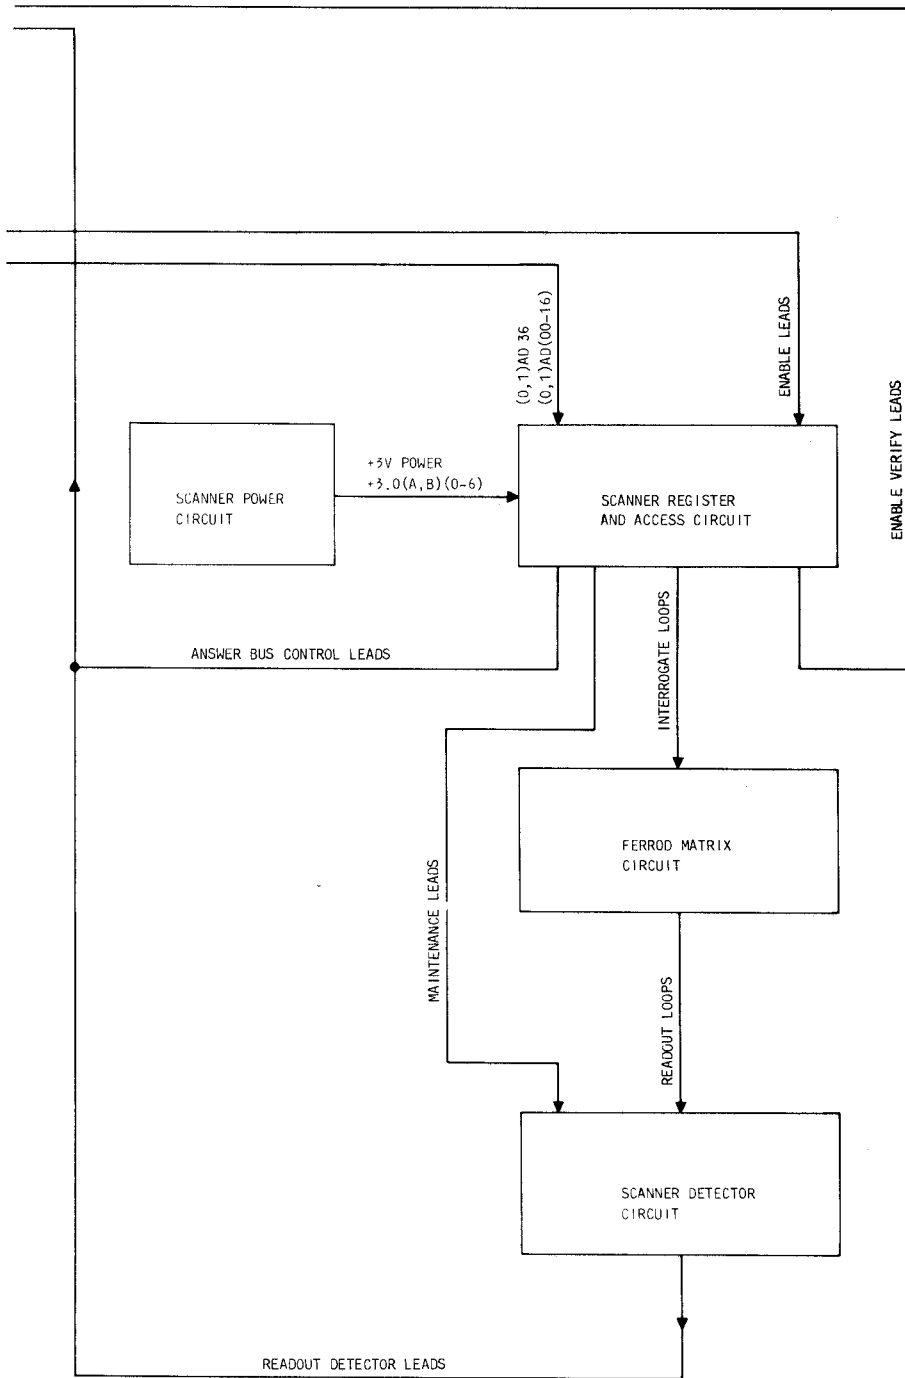 (0,1)AD 36
(0,1)AD(00-16)
ENABLE LEADS
ENABLE VERIFY LEADS
+3V POWER
+3.0(A,B)(0-6)
SCANNER POWER
CIRCUIT
SCANNER REGISTER
AND ACCESS CIRCUIT
ANSWER BUS CONTROL LEADS
INTERROGATE LOOPS
MAINTENANCE LEADS
FERROD MATRIX
CIRCUIT
READOUT LOOPS
SCANNER DETECTOR
CIRCUIT
READOUT DETECTOR LEADS